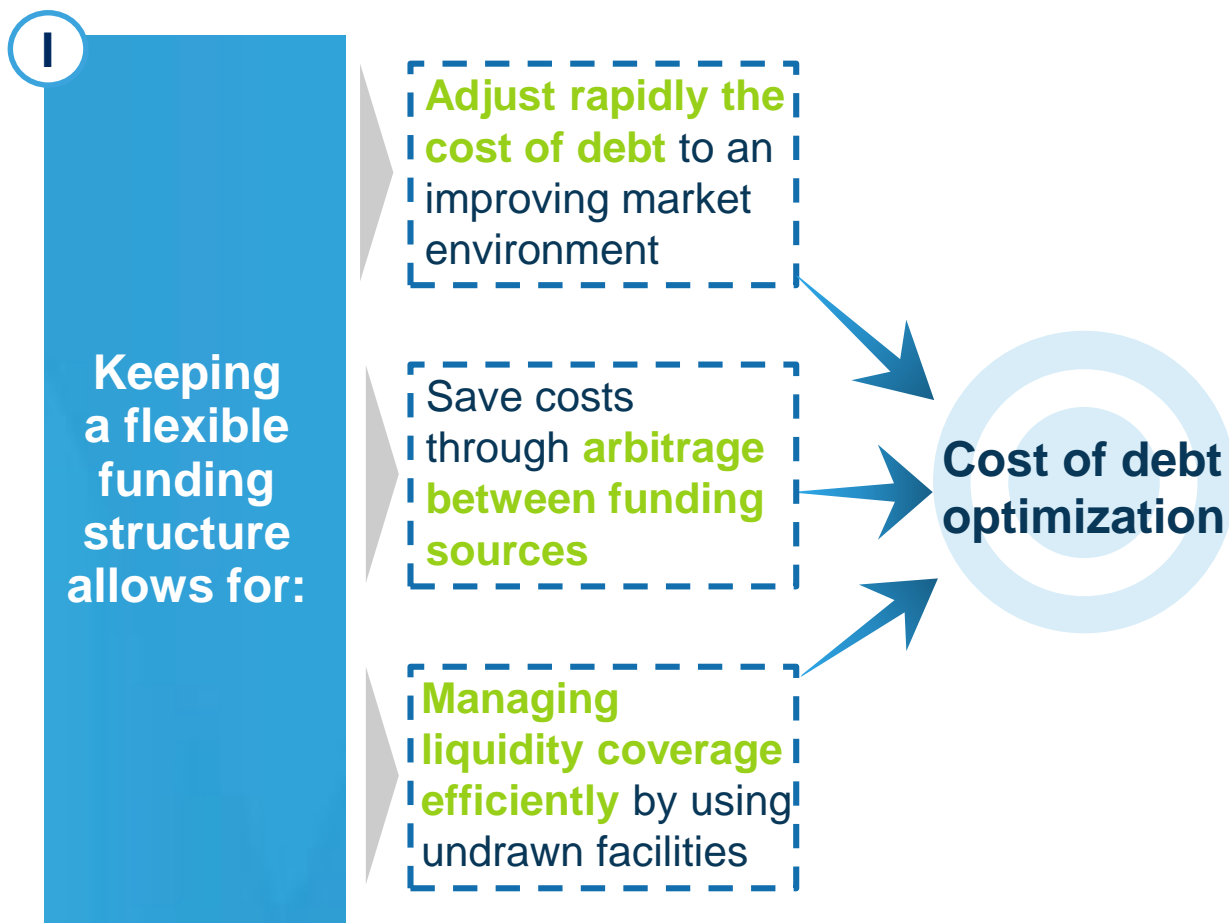 I
Keeping
a flexible
funding
structure
allows for:
Adjust rapidly the
cost of debt to an
improving market
environment
Save costs
through arbitrage
between funding
sources
Managing
liquidity coverage
efficiently by using
undrawn facilities
Cost of debt
optimization